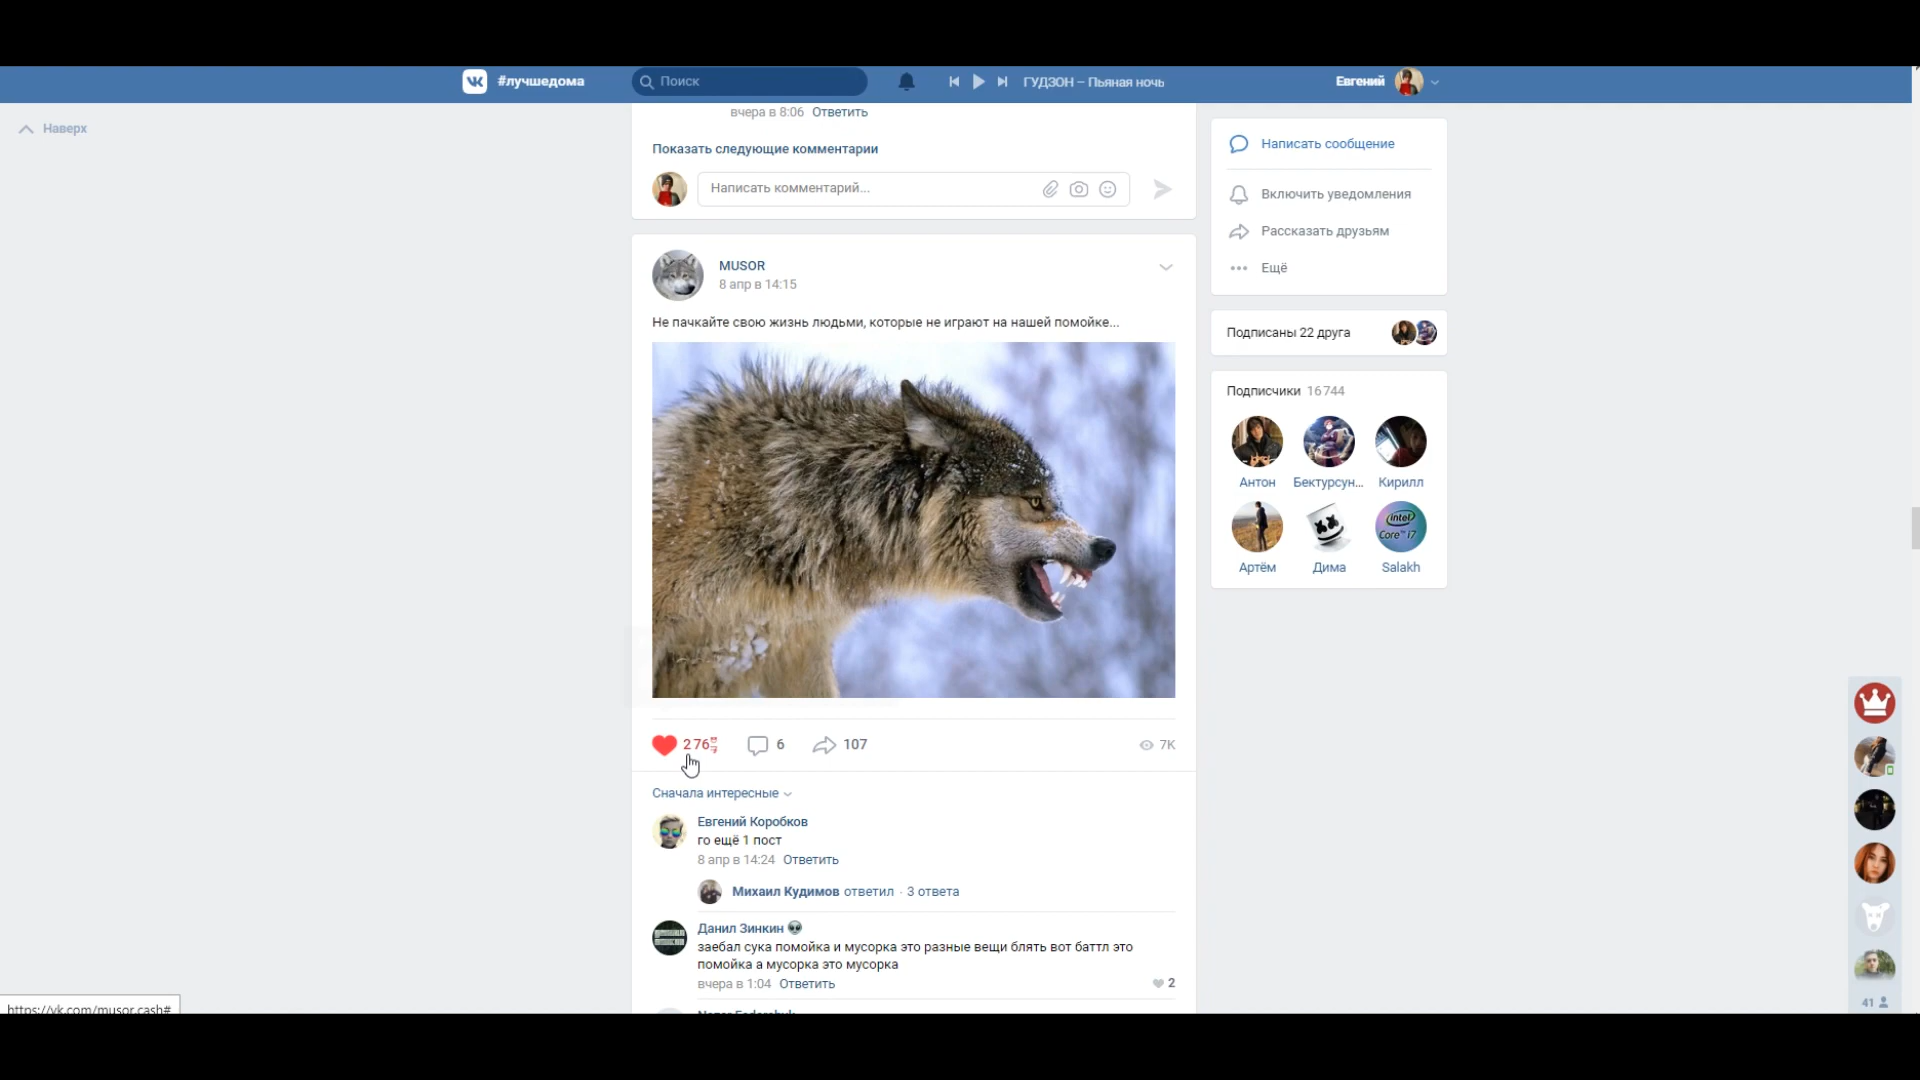 #лучшедома
Поиск
ГУДЗОН – Пьяная ночь
Евгений
Наверх
вчера в 8:06 Ответить
Показать следующие комментарии
Написать комментарий...
MUSOR
8 апр в 14:15
Не пачкайте свою жизнь людьми, которые не играют на нашей помойке...
276
6
107
7K
Сначала интересные
Евгений Коробков
го ещё 1 пост
8 апр в 14:24 Ответить
Михаил Кудимов ответил · 3 ответа
Данил Зинкин
заебал сука помойка и мусорка это разные вещи блять вот баттл это
помойка а мусорка это мусорка
вчера в 1:04 Ответить
2
Написать сообщение
Включить уведомления
Рассказать друзьям
Ещё
Подписаны 22 друга
Подписчики 16 744
Антон Бектурсун... Кирилл
intel
Core i7
Артём Дима Salakh
41
https://vk.com/musor.cash#